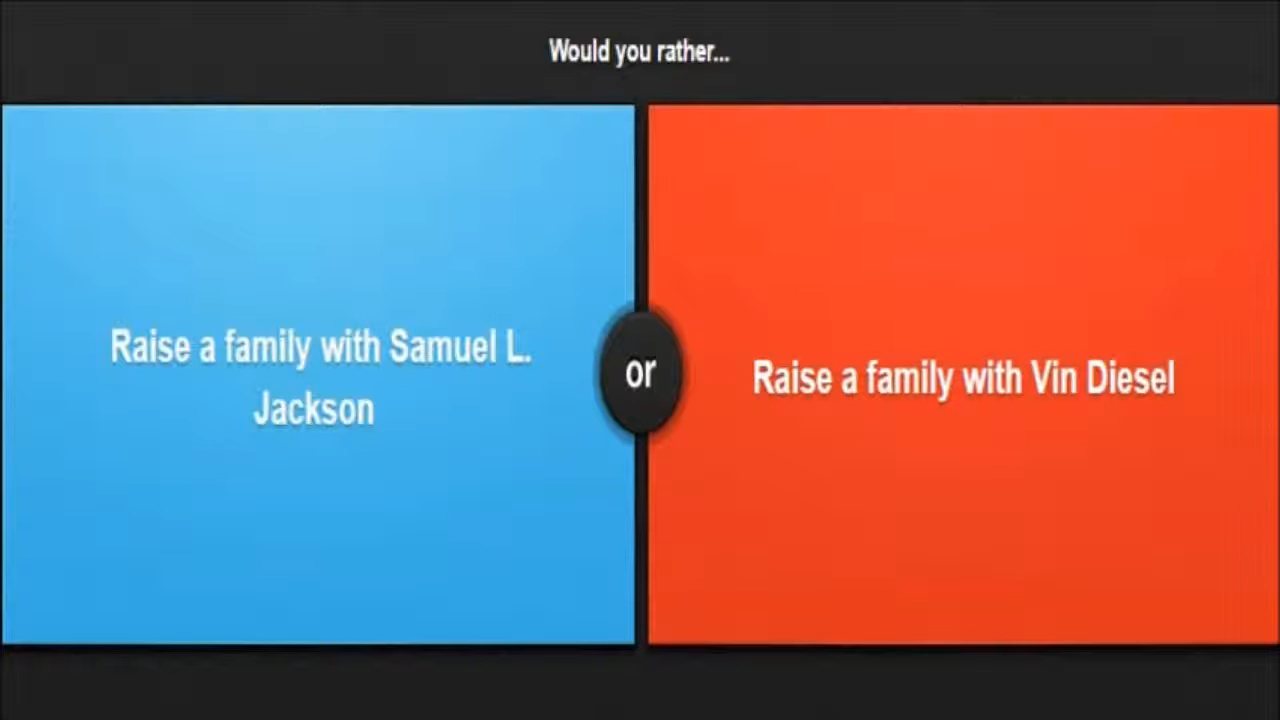 Would you rather...
Raise a family with Samuel L.
Jackson
or
Raise a family with Vin Diesel